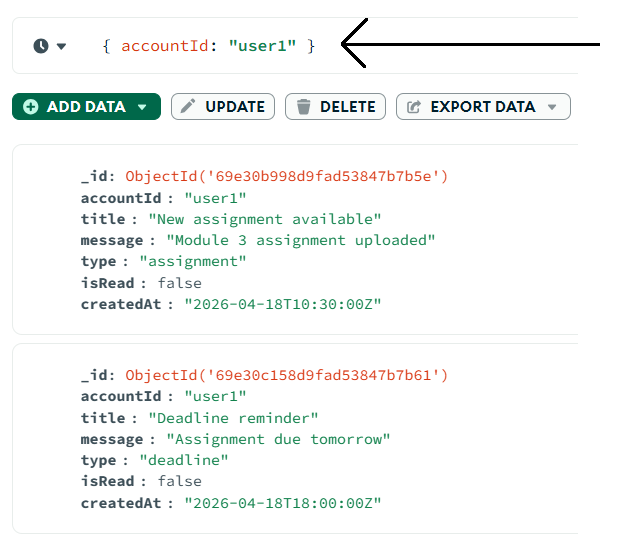 { accountId: "user1" }
ADD DATA UPDATE DELETE EXPORT DATA
_id: ObjectId('69e30b998d9fad53847b7b5e')
accountId : "user1"
title : "New assignment available"
message : "Module 3 assignment uploaded"
type : "assignment"
isRead : false
createdAt : "2026-04-18T10:30:00Z"
_id: ObjectId('69e30c158d9fad53847b7b61')
accountId : "user1"
title : "Deadline reminder"
message : "Assignment due tomorrow"
type : "deadline"
isRead : false
createdAt : "2026-04-18T18:00:00Z"